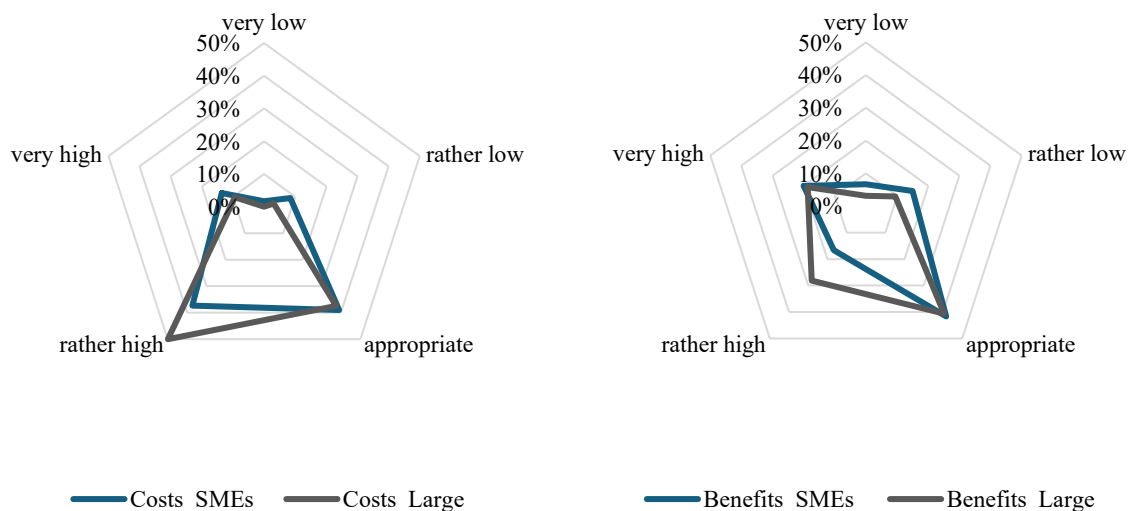 very low
50%
40%
30%
20%
10%
0%
very high
rather low
rather high
appropriate
Costs SMEs
Costs Large
very low
50%
40%
30%
20%
10%
0%
very high
rather low
rather high
appropriate
Benefits SMEs
Benefits Large